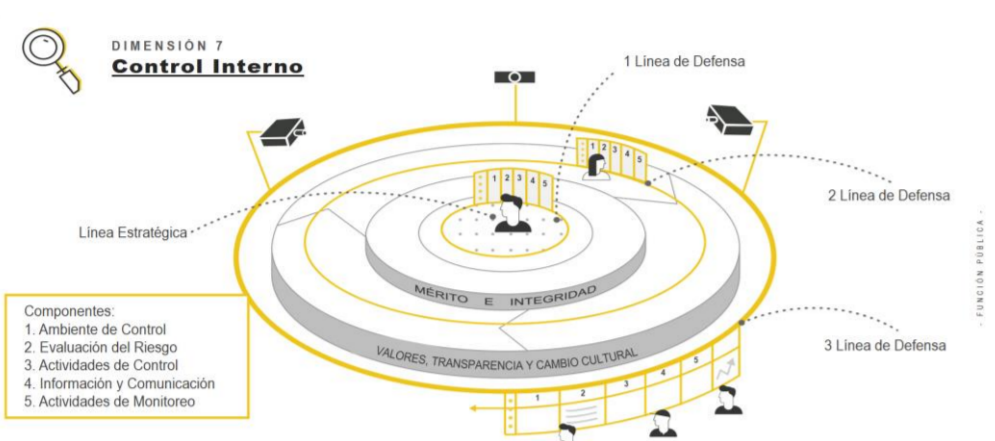 DIMENSIÓN 7
Control Interno
1 Línea de Defensa
1 2 3 4 5
1 2 3 4 5
2 Línea de Defensa
Línea Estratégica
- FUNCIÓN PÚBLICA -
MÉRITO E INTEGRIDAD
VALORES, TRANSPARENCIA Y CAMBIO CULTURAL
3 Línea de Defensa
Componentes:
1. Ambiente de Control
2. Evaluación del Riesgo
3. Actividades de Control
4. Información y Comunicación
5. Actividades de Monitoreo
1 2 3 4 5